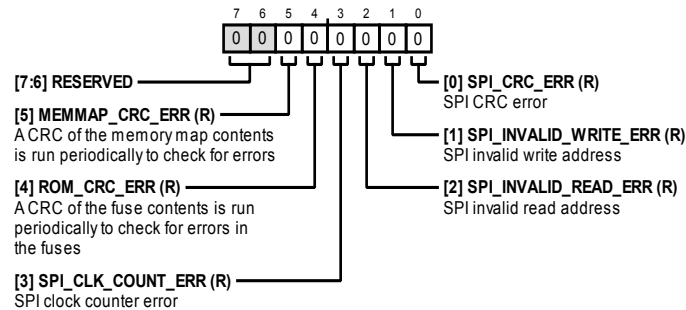 7 6 5 4 3 2 1 0
0 0 0 0 0 0 0 0
[7:6] RESERVED
[5] MEMMAP_CRC_ERR (R)
A CRC of the memory map contents
is run periodically to check for errors
[4] ROM_CRC_ERR (R)
A CRC of the fuse contents is run
periodically to check for errors in
the fuses
[3] SPI_CLK_COUNT_ERR (R)
SPI clock counter error
[0] SPI_CRC_ERR (R)
SPI CRC error
[1] SPI_INVALID_WRITE_ERR (R)
SPI invalid write address
[2] SPI_INVALID_READ_ERR (R)
SPI invalid read address